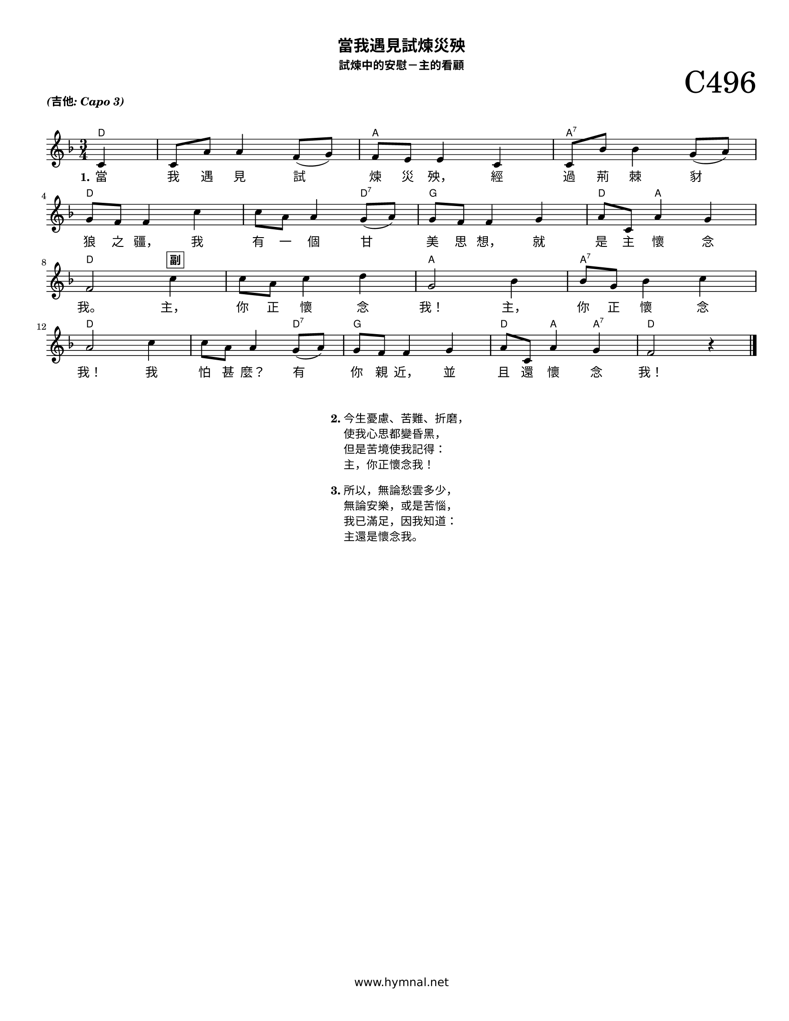 當我遇見試煉災殃
試煉中的安慰－主的看顧
C496
(吉他: Capo 3)
D A A7
1. 當 我 遇 見 試 煉 災 殃， 經 過 荊 棘 豺
4 D D7 G D A
狼 之 疆， 我 有 一 個 甘 美 思 想， 就 是 主 懷 念
8 D 副 A A7
我。 主， 你 正 懷 念 我！ 主， 你 正 懷 念
12 D D7 G D A A7 D
我！ 我 怕 甚 麼？ 有 你 親 近， 並 且 還 懷 念 我！
2. 今生憂慮、苦難、折磨，
使我心思都變昏黑，
但是苦境使我記得：
主，你正懷念我！
3. 所以，無論愁雲多少，
無論安樂，或是苦惱，
我已滿足，因我知道：
主還是懷念我。
www.hymnal.net